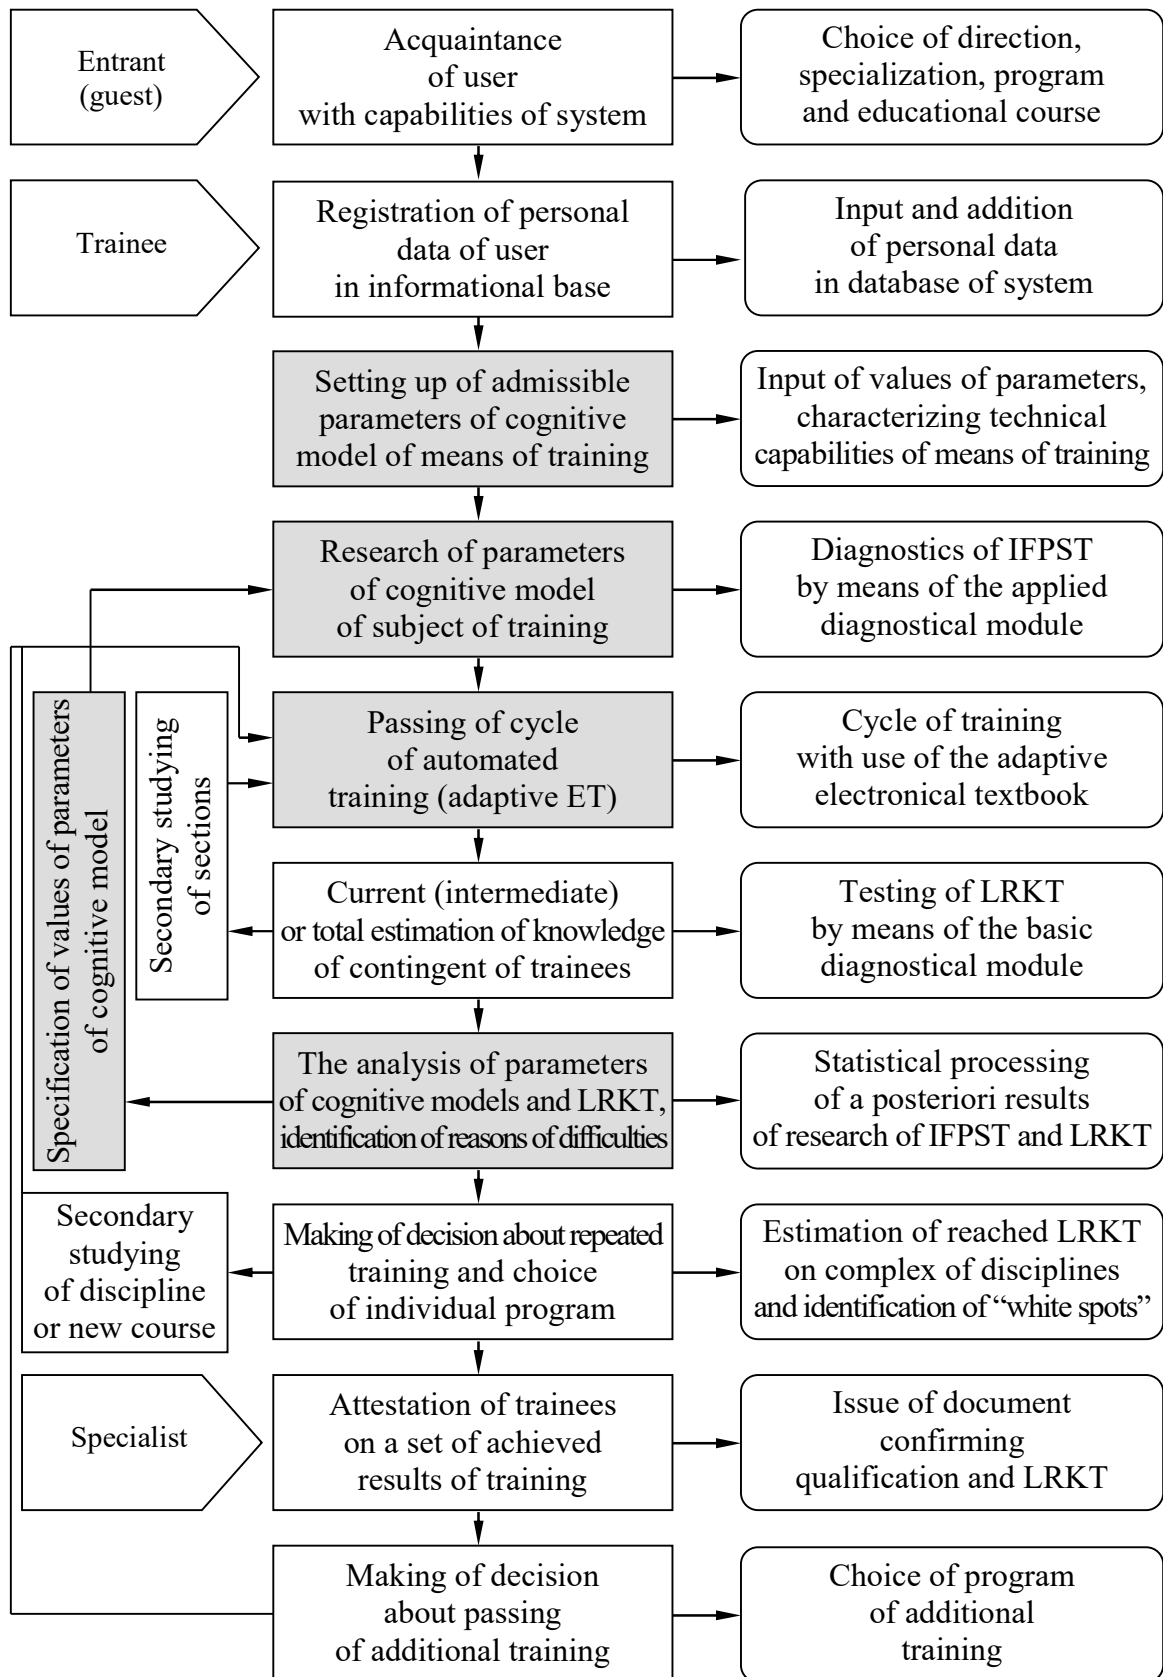 Entrant
(guest)
Acquaintance
of user
with capabilities of system
Choice of direction,
specialization, program
and educational course
Trainee
Registration of personal
data of user
in informational base
Input and addition
of personal data
in database of system
Setting up of admissible
parameters of cognitive
model of means of training
Input of values of parameters,
characterizing technical
capabilities of means of training
Research of parameters
of cognitive model
of subject of training
Diagnostics of IFPST
by means of the applied
diagnostical module
Specification of values of parameters
of cognitive model
Secondary studying
of sections
Passing of cycle
of automated
training (adaptive ET)
Cycle of training
with use of the adaptive
electronical textbook
Current (intermediate)
or total estimation of knowledge
of contingent of trainees
Testing of LRKT
by means of the basic
diagnostical module
The analysis of parameters
of cognitive models and LRKT,
identification of reasons of difficulties
Statistical processing
of a posteriori results
of research of IFPST and LRKT
Secondary
studying
of discipline
or new course
Making of decision about repeated
training and choice
of individual program
Estimation of reached LRKT
on complex of disciplines
and identification of “white spots”
Specialist
Attestation of trainees
on a set of achieved
results of training
Issue of document
confirming
qualification and LRKT
Making of decision
about passing
of additional training
Choice of program
of additional
training